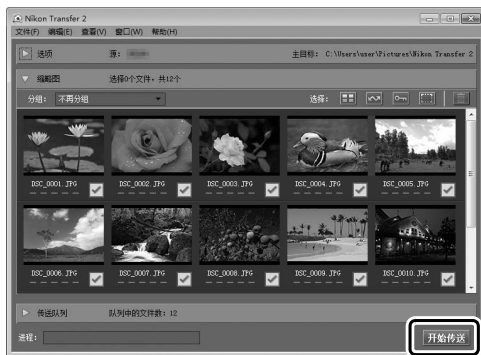 Nikon Transfer 2
文件(F) 编辑(E) 查看(V) 窗口(W) 帮助(H)
选项 源: 主目标: C:\Users\user\Pictures\Nikon Transfer 2
缩略图 选择0个文件，共12个
分组: 不再分组 选择:
DSC_0001.JPG DSC_0002.JPG DSC_0003.JPG DSC_0004.JPG DSC_0005.JPG
DSC_0006.JPG DSC_0007.JPG DSC_0008.JPG DSC_0009.JPG DSC_0010.JPG
传送队列 队列中的文件数: 12
进程: 开始传送